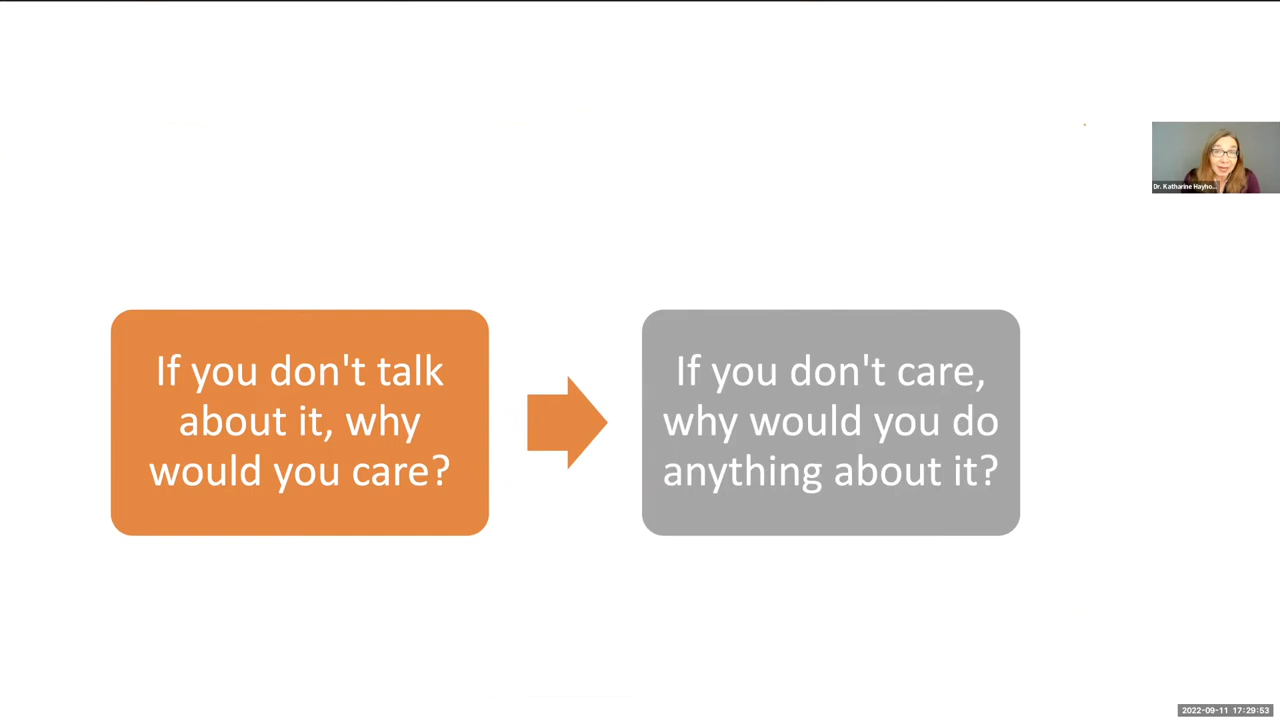 Dr. Katharine Hayho...
If you don't talk
about it, why
would you care?
If you don't care,
why would you do
anything about it?
2022-09-11 17:29:53